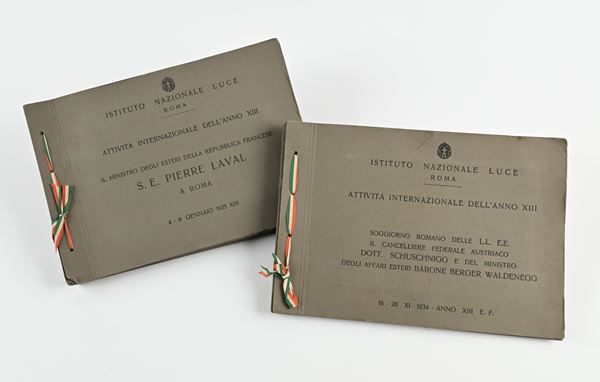 ISTITUTO NAZIONALE LUCE
ROMA
ATTIVITÀ INTERNAZIONALE DELL'ANNO XIII
IL MINISTRO DEGLI ESTERI DELLA REPUBBLICA FRANCESE
S. E. PIERRE LAVAL
A ROMA
4 - 8 GENNAIO 1935 XIII
ISTITUTO NAZIONALE LUCE
ROMA
ATTIVITÀ INTERNAZIONALE DELL'ANNO XIII
SOGGIORNO ROMANO DELLE LL. EE.
IL CANCELLIERE FEDERALE AUSTRIACO
DOTT. SCHUSCHNIGG E DEL MINISTRO
DEGLI AFFARI ESTERI BARONE BERGER WALDENEGG
16 - 20 XI 1934 - ANNO XIII E. F.